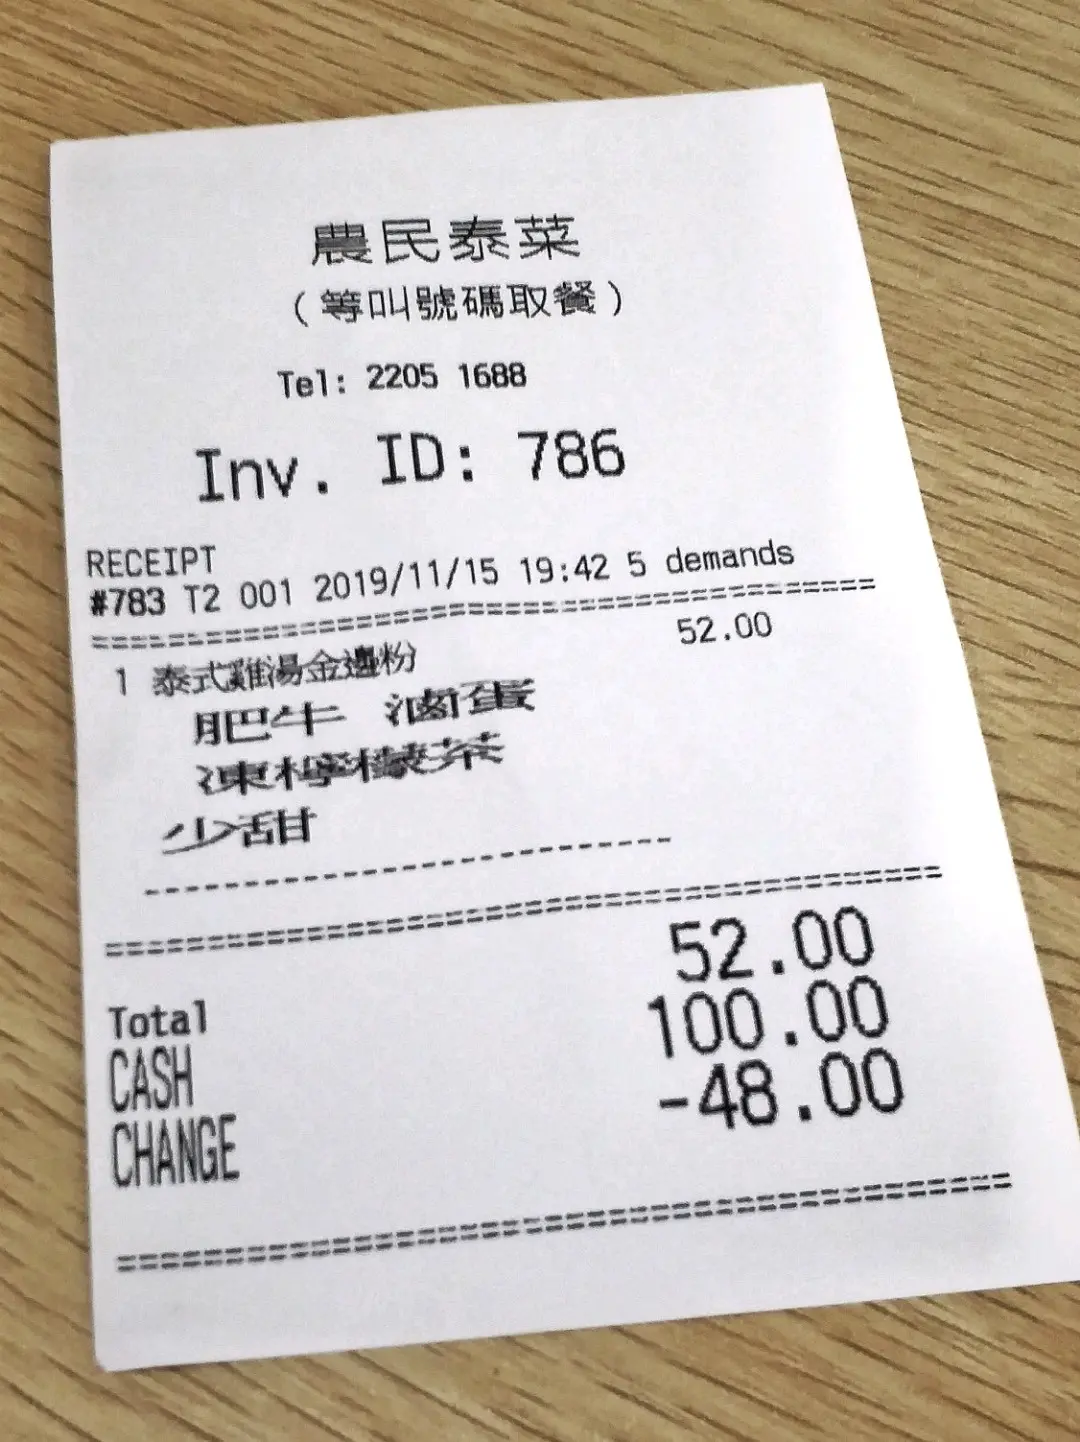 農民泰菜
（等叫號碼取餐）
Tel: 2205 1688
Inv. ID: 786
RECEIPT
#783 T2 001 2019/11/15 19:42 5 demands
==========================================
1 泰式雞湯金邊粉 52.00
肥牛 滷蛋
凍檸檬茶
少甜
------------------------------
==========================================
Total 52.00
CASH 100.00
CHANGE -48.00
==========================================